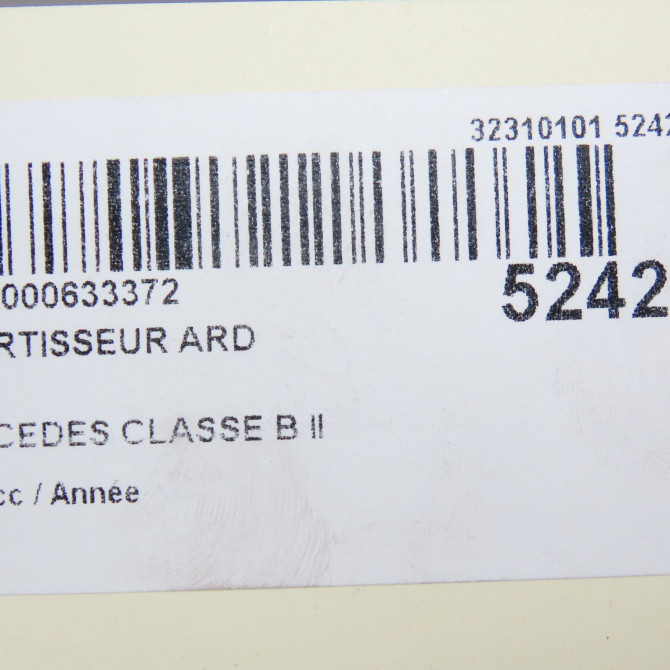 32310101 5242
000633372
5242
RTISSEUR ARD
CEDES CLASSE B II
cc / Année